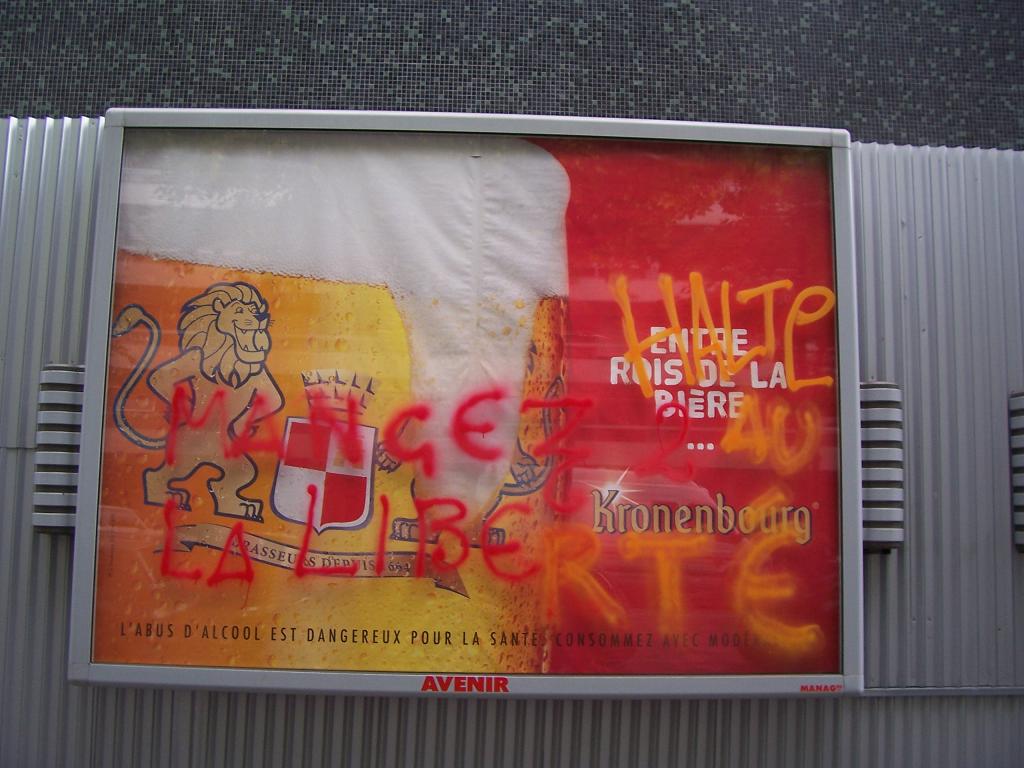 HALTE
ENTRE
ROIS DE LA
BIÈRE
...
AU
MANGEZ 2
Kronenbourg
LA LIBERTÉ
BRASSEURS DEPUIS 1664
L'ABUS D'ALCOOL EST DANGEREUX POUR LA SANTÉ, CONSOMMEZ AVEC MODÉ
AVENIR